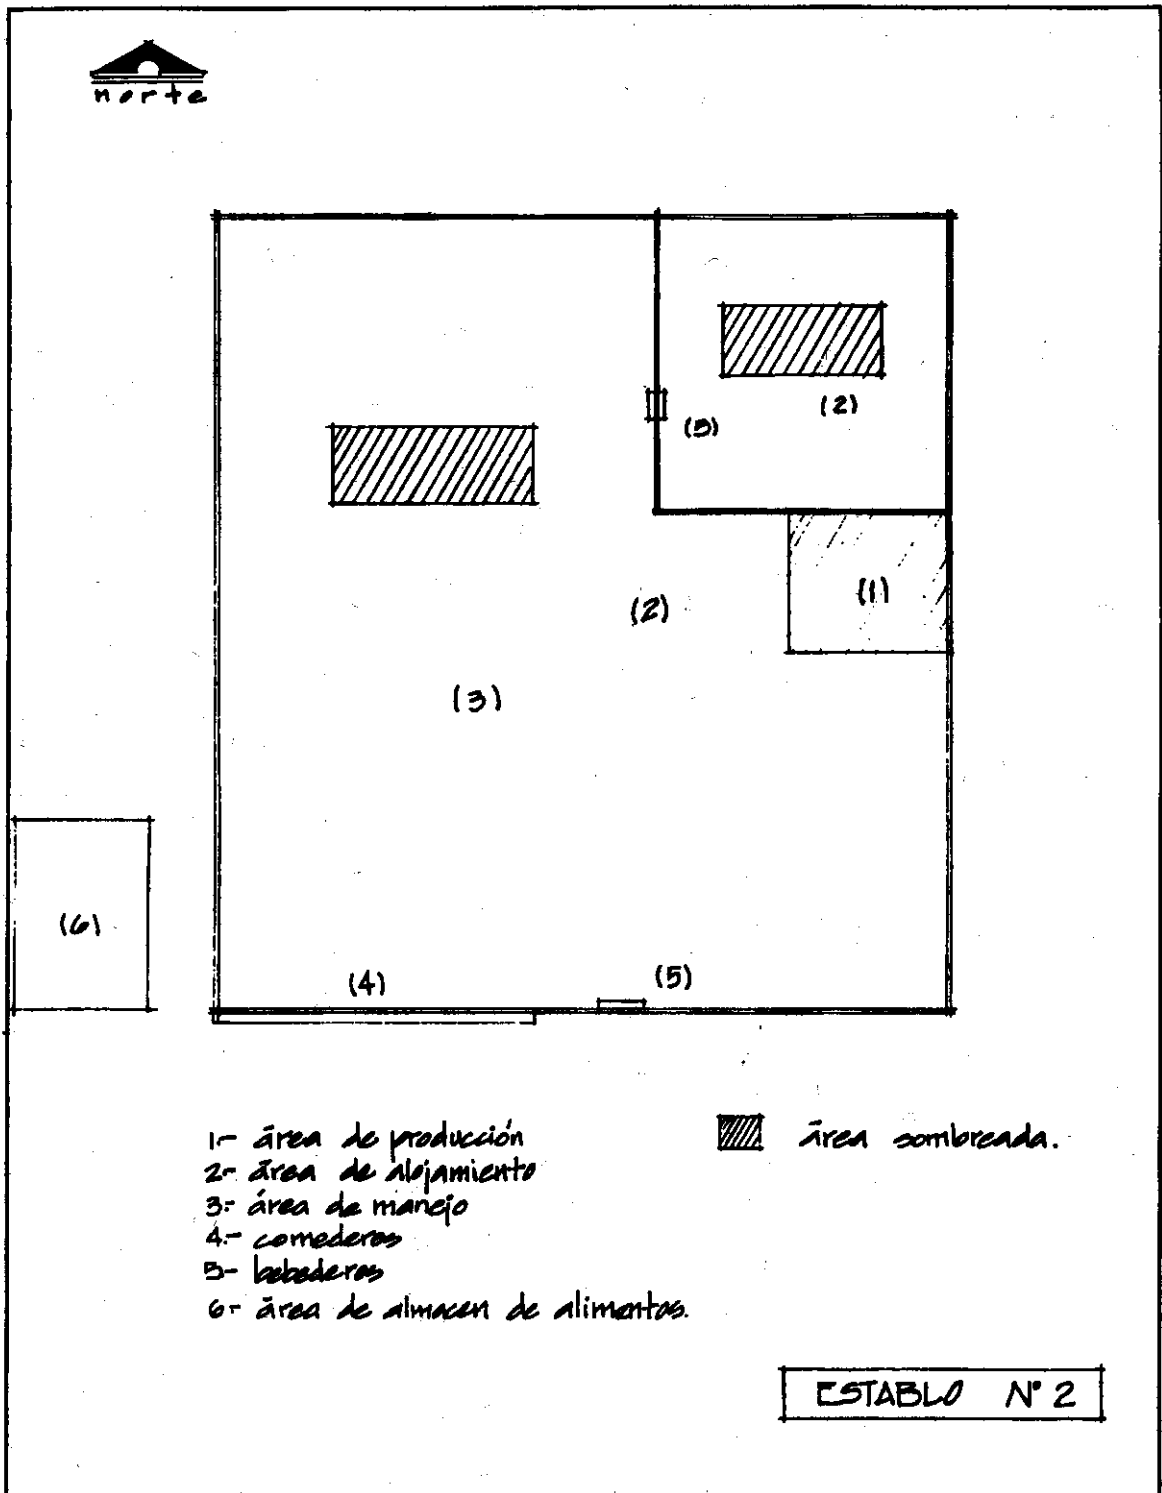 norte
(2)
(5)
(1)
(2)
(3)
(6)
(4)
(5)
1.- área de producción
2.- área de alojamiento
3.- área de manejo
4.- comederos
5.- bebederos
6.- área de almacen de alimentos.
área sombreada.
ESTABLO N° 2